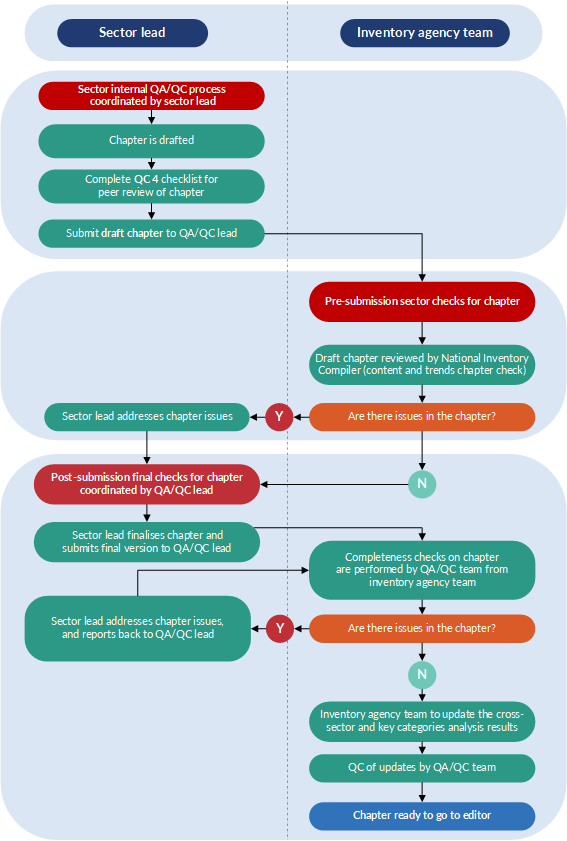 Sector lead
Inventory agency team
Sector internal QA/QC process
coordinated by sector lead
Chapter is drafted
Complete QC 4 checklist for
peer review of chapter
Submit draft chapter to QA/QC lead
Pre-submission sector checks for chapter
Draft chapter reviewed by National Inventory
Compiler (content and trends chapter check)
Sector lead addresses chapter issues
Y
Are there issues in the chapter?
N
Post-submission final checks for chapter
coordinated by QA/QC lead
Sector lead finalises chapter and
submits final version to QA/QC lead
Completeness checks on chapter
are performed by QA/QC team from
inventory agency team
Sector lead addresses chapter issues,
and reports back to QA/QC lead
Y
Are there issues in the chapter?
N
Inventory agency team to update the cross-
sector and key categories analysis results
QC of updates by QA/QC team
Chapter ready to go to editor